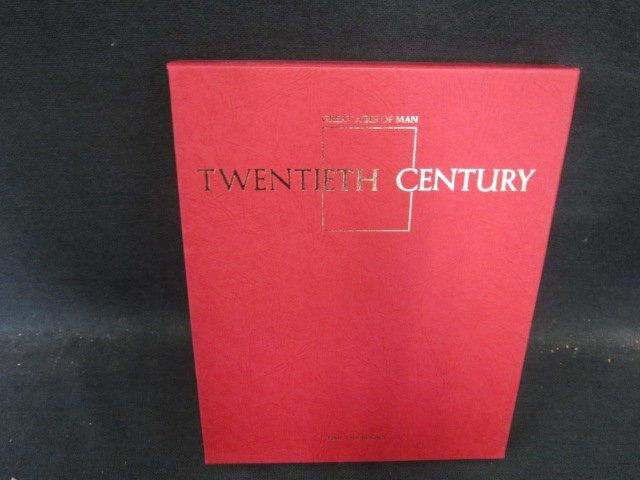 GREAT AGES OF MAN
TWENTIETH CENTURY